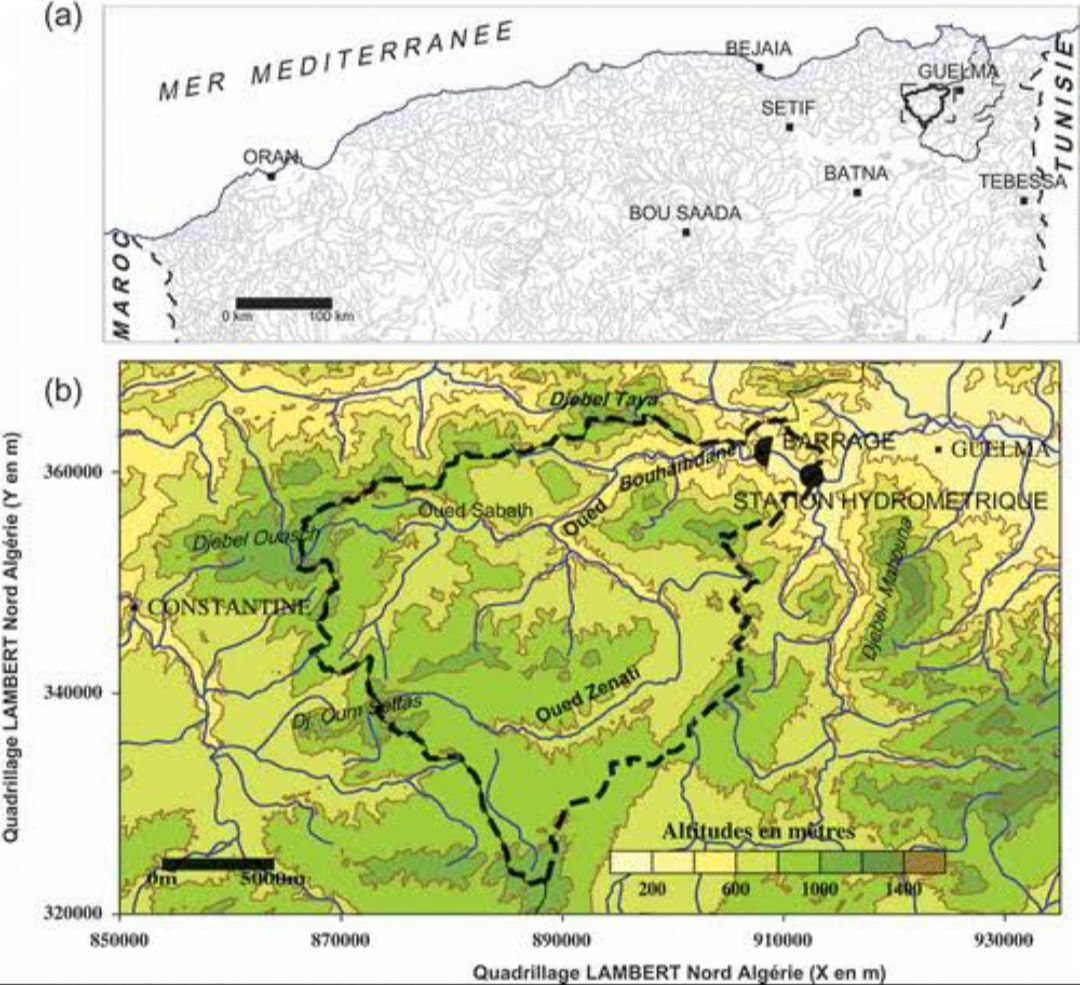 (a)
MER MEDITERRANEE
BEJAIA
GUELMA
TUNISIE
SETIF
ORAN
BATNA
TEBESSA
BOU SAADA
MAROC
0 km 100 km
(b)
Djebel Taya
BARRAGE
GUELMA
Oued Bouhamdane
STATION HYDROMETRIQUE
Oued Sabath
Djebel Ouasch
Djebel Mahouna
CONSTANTINE
Oued Zenati
Dj. Oum Settas
Altitudes en mètres
200 600 1000 1400
0m 5000m
Quadrillage LAMBERT Nord Algérie (Y en m)
360000
340000
320000
850000 870000 890000 910000 930000
Quadrillage LAMBERT Nord Algérie (X en m)